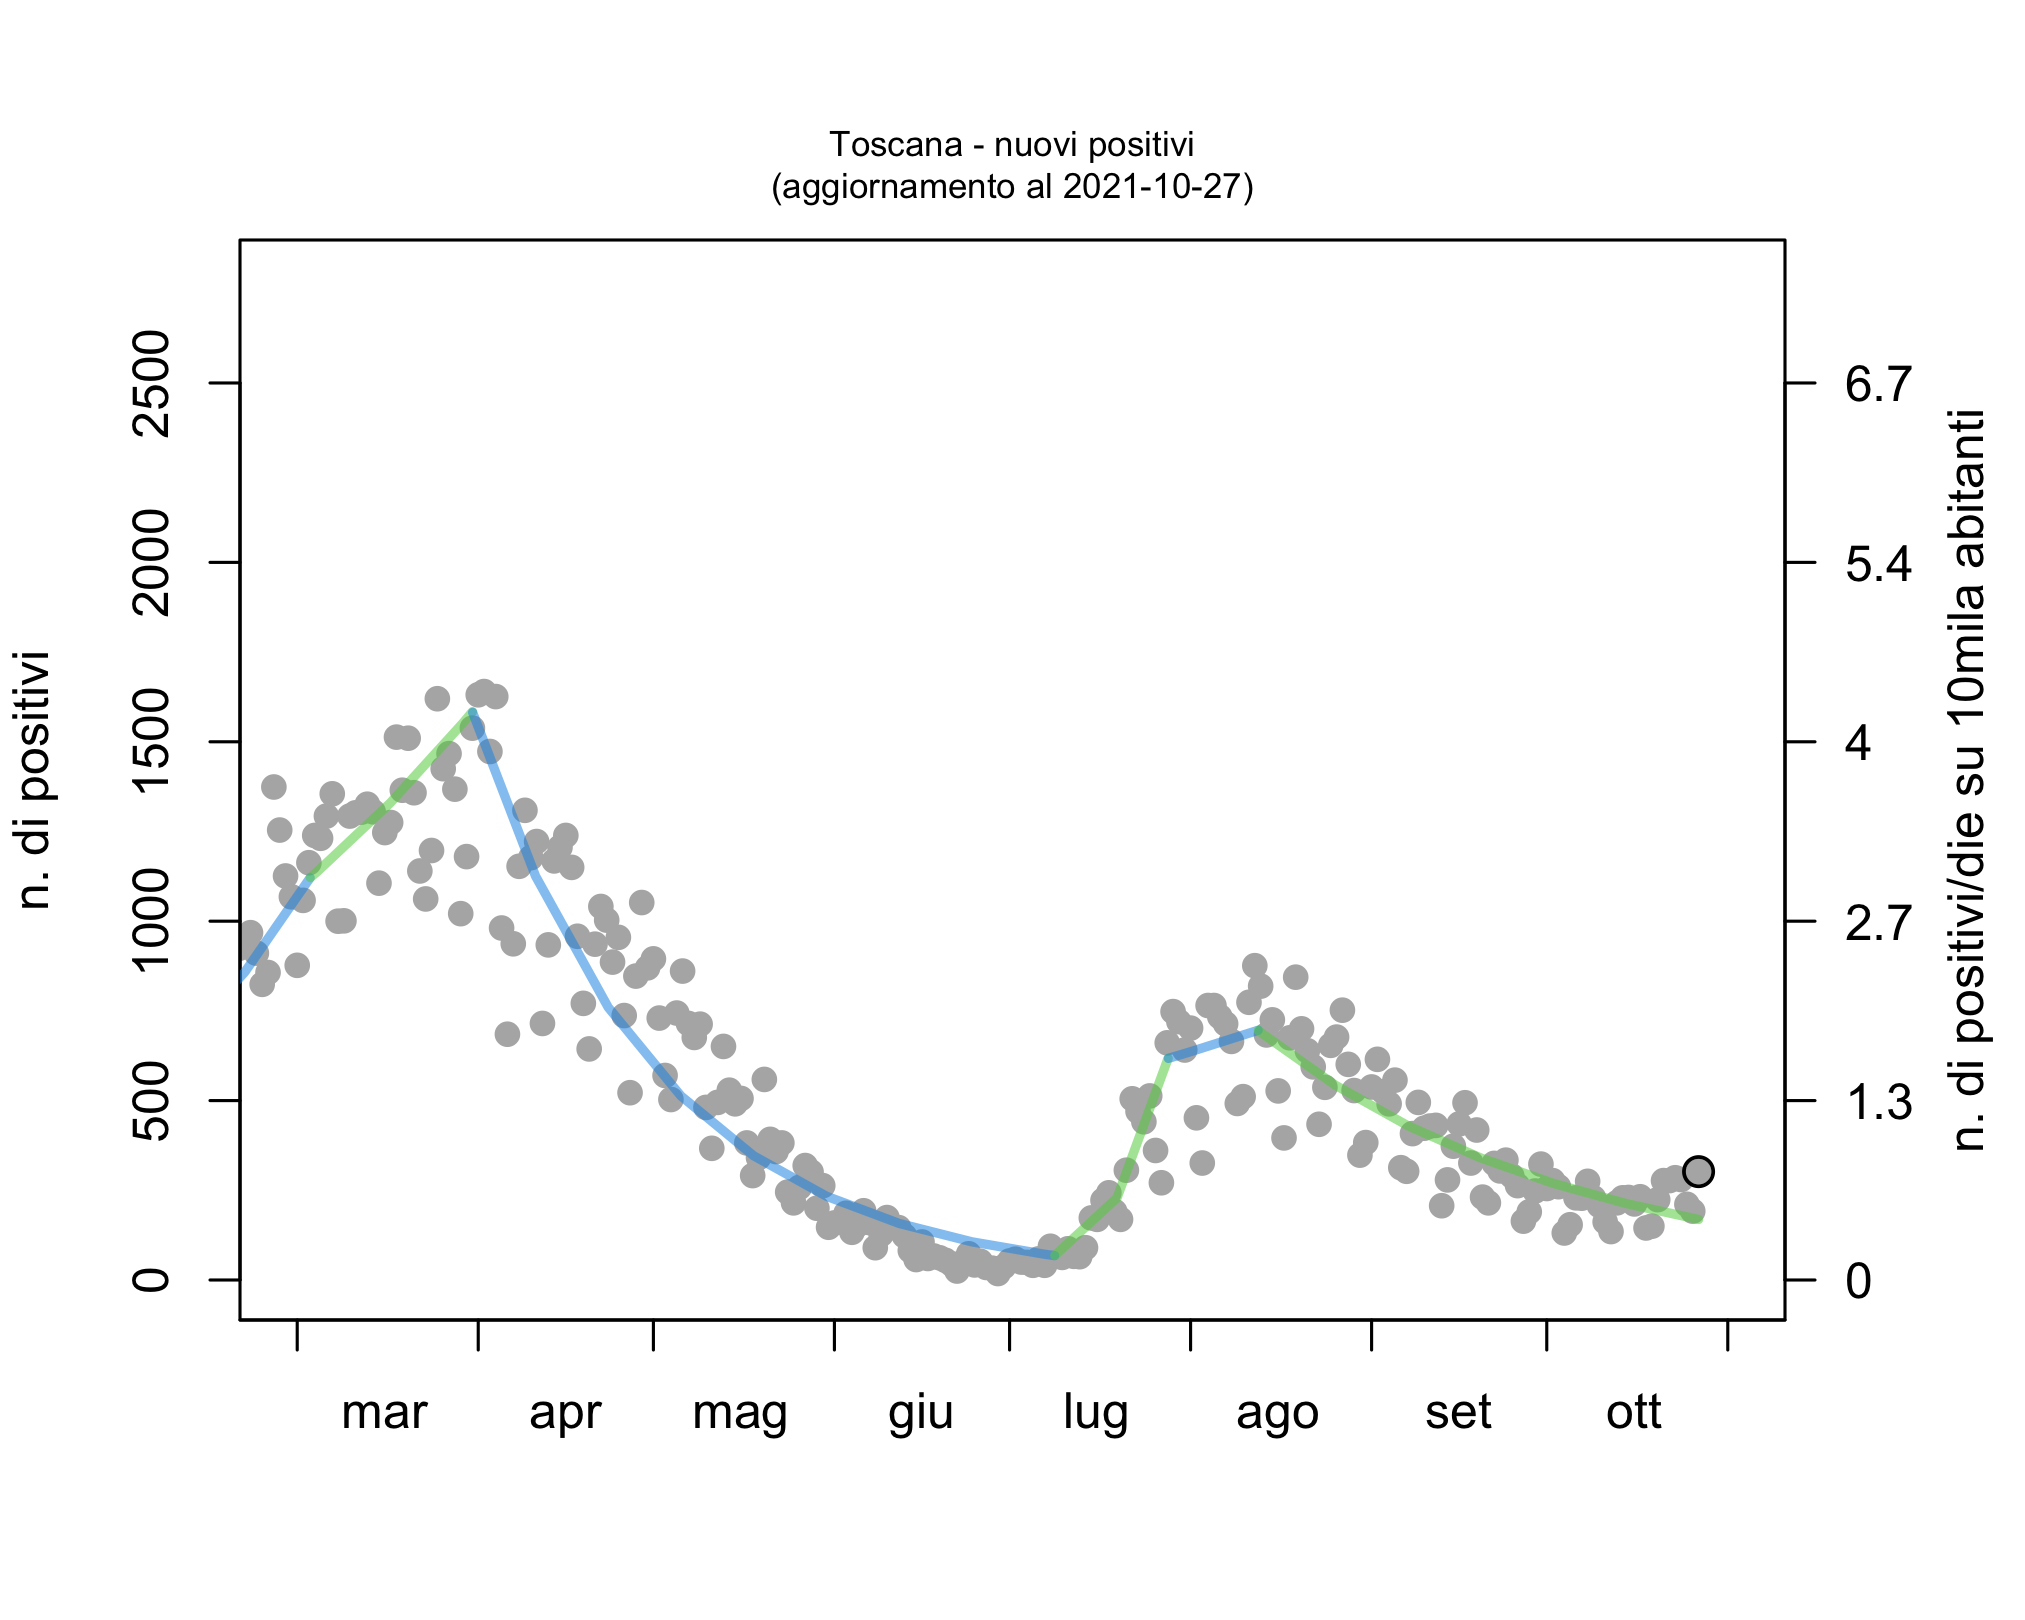 Toscana - nuovi positivi
(aggiornamento al 2021-10-27)
n. di positivi
2500
2000
1500
1000
500
0
6.7
5.4
4
2.7
1.3
0
n. di positivi/die su 10mila abitanti
mar apr mag giu lug ago set ott